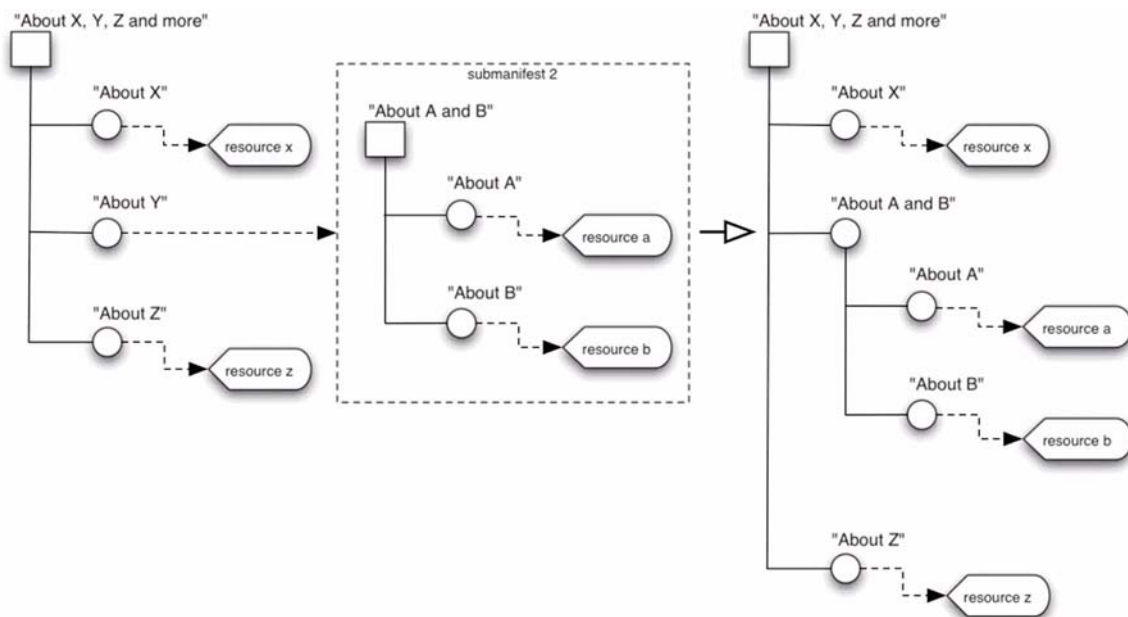 "About X, Y, Z and more"
"About X"
resource x
"About Y"
"About Z"
resource z
submanifest 2
"About A and B"
"About A"
resource a
"About B"
resource b
"About X, Y, Z and more"
"About X"
resource x
"About A and B"
"About A"
resource a
"About B"
resource b
"About Z"
resource z